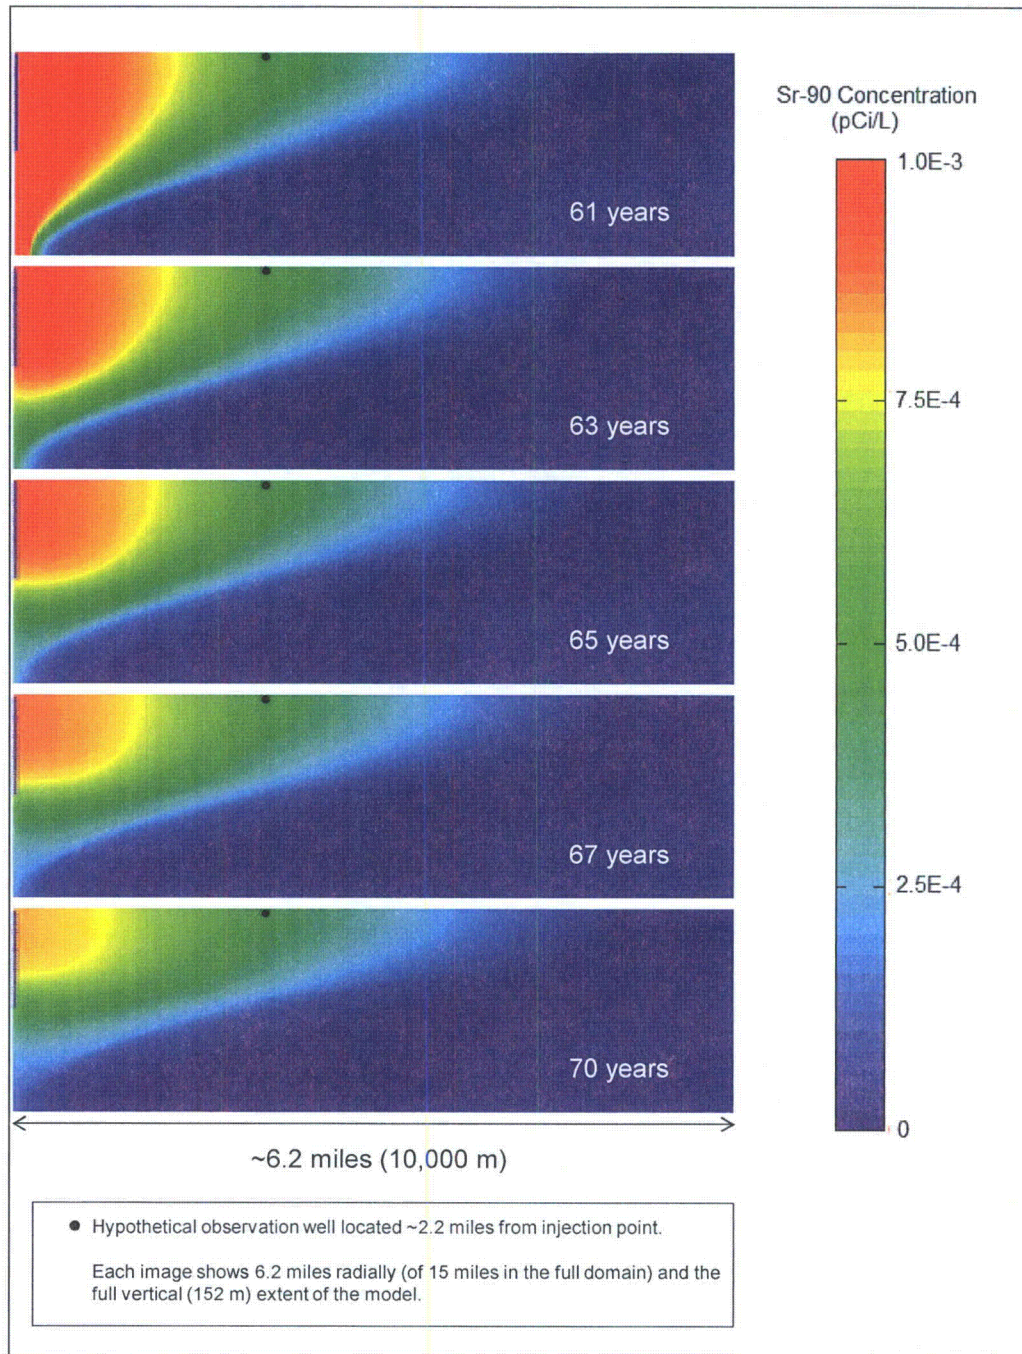 Sr-90 Concentration
(pCi/L)
1.0E-3
61 years
7.5E-4
63 years
5.0E-4
65 years
67 years
2.5E-4
70 years
0
~6.2 miles (10,000 m)
● Hypothetical observation well located ~2.2 miles from injection point.
Each image shows 6.2 miles radially (of 15 miles in the full domain) and the
full vertical (152 m) extent of the model.